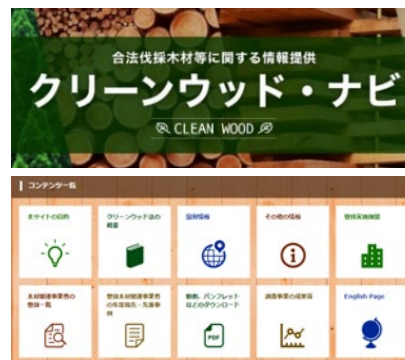 合法伐採木材等に関する情報提供
クリーンウッド・ナビ
CLEAN WOOD
コンテンツ一覧
本サイトの目的
クリーンウッド法の
概要
国別情報
その他の情報
登録実施機関
木材関連事業者の
登録一覧
登録木材関連事業者
の年度報告・先進事
例
動画、パンフレット
などのダウンロード
PDF
調査事業の成果等
English Page